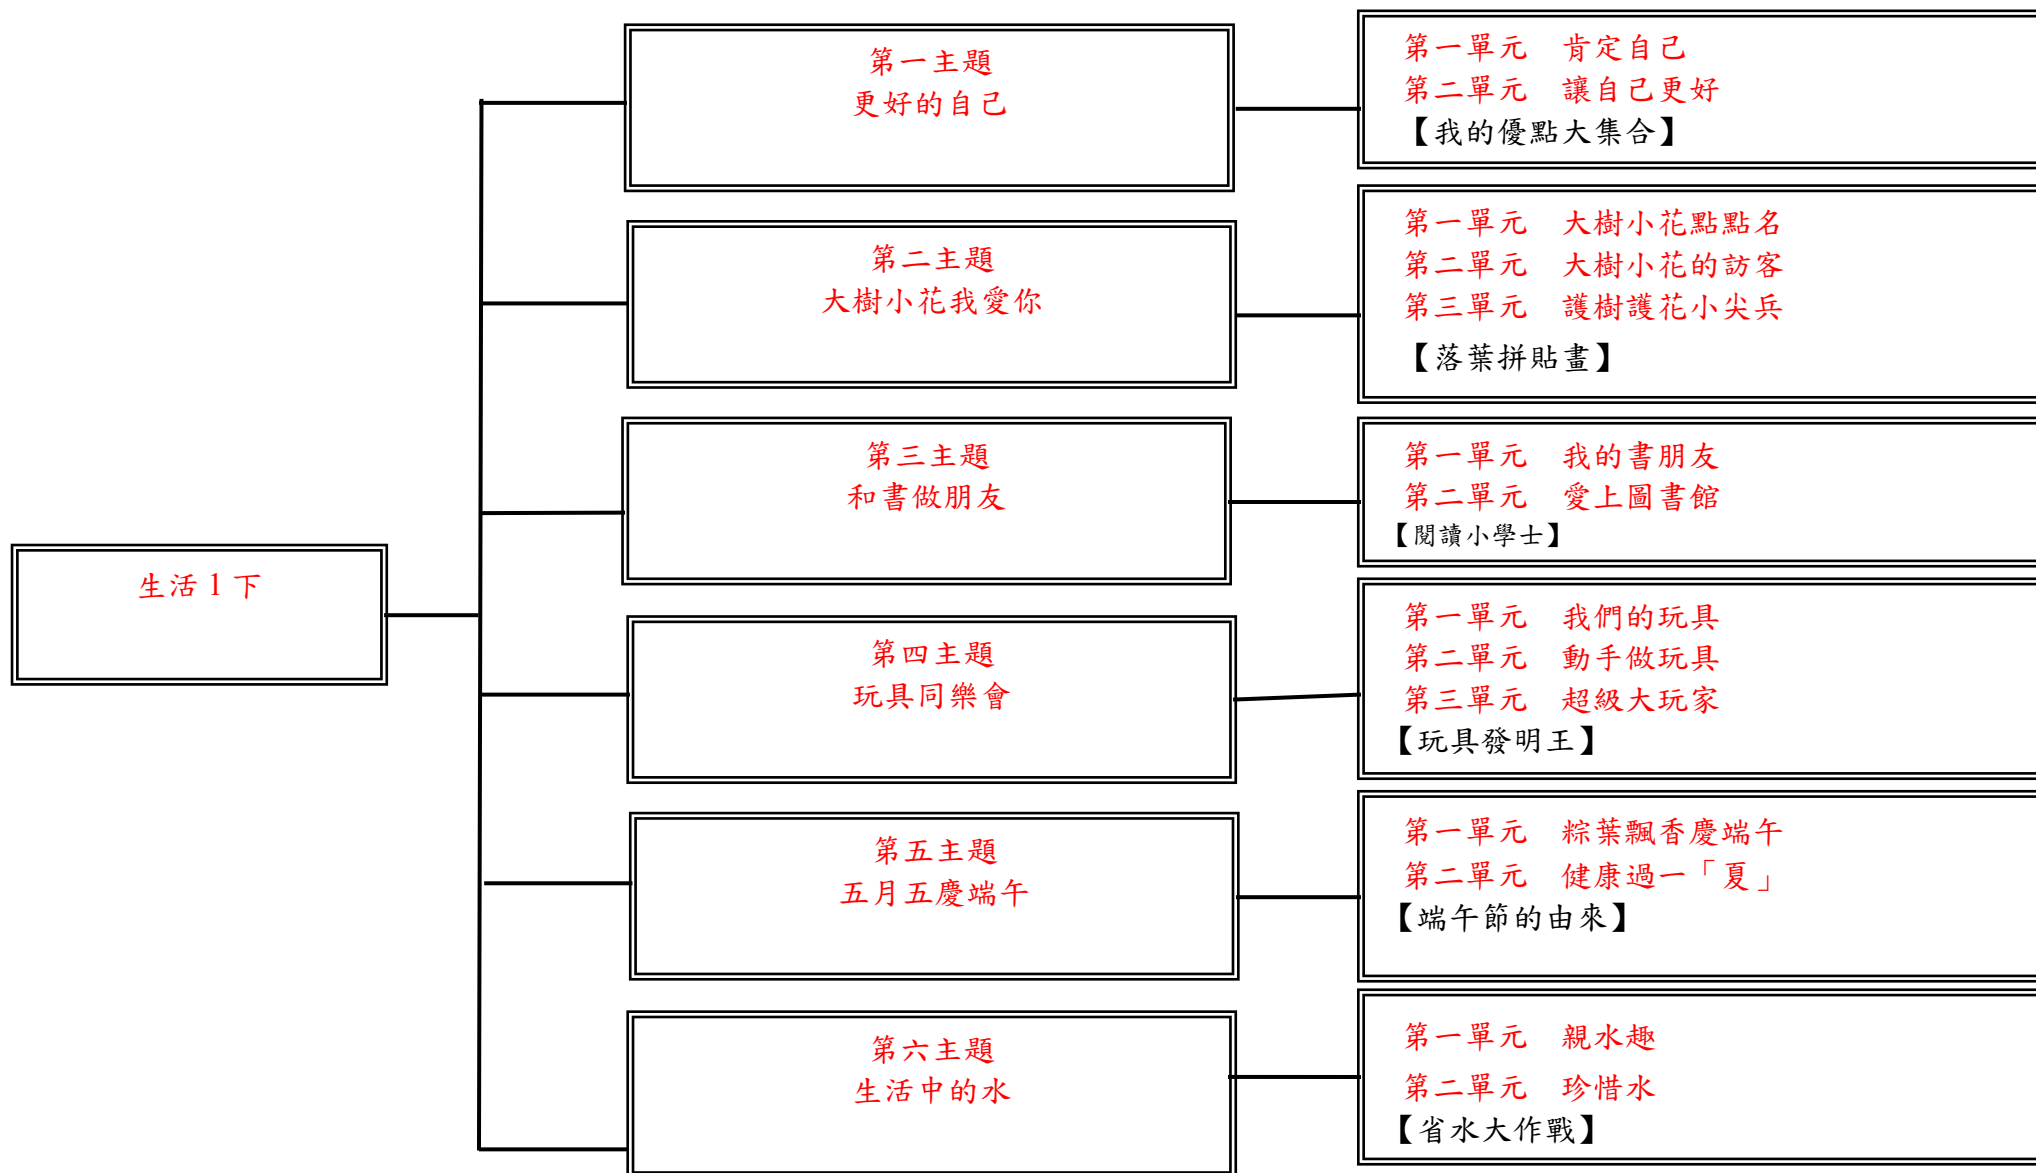 生活1下
第一主題
更好的自己
第一單元　肯定自己
第二單元　讓自己更好
【我的優點大集合】
第二主題
大樹小花我愛你
第一單元　大樹小花點點名
第二單元　大樹小花的訪客
第三單元　護樹護花小尖兵
【落葉拼貼畫】
第三主題
和書做朋友
第一單元　我的書朋友
第二單元　愛上圖書館
【閱讀小學士】
第四主題
玩具同樂會
第一單元　我們的玩具
第二單元　動手做玩具
第三單元　超級大玩家
【玩具發明王】
第五主題
五月五慶端午
第一單元　粽葉飄香慶端午
第二單元　健康過一「夏」
【端午節的由來】
第六主題
生活中的水
第一單元　親水趣
第二單元　珍惜水
【省水大作戰】